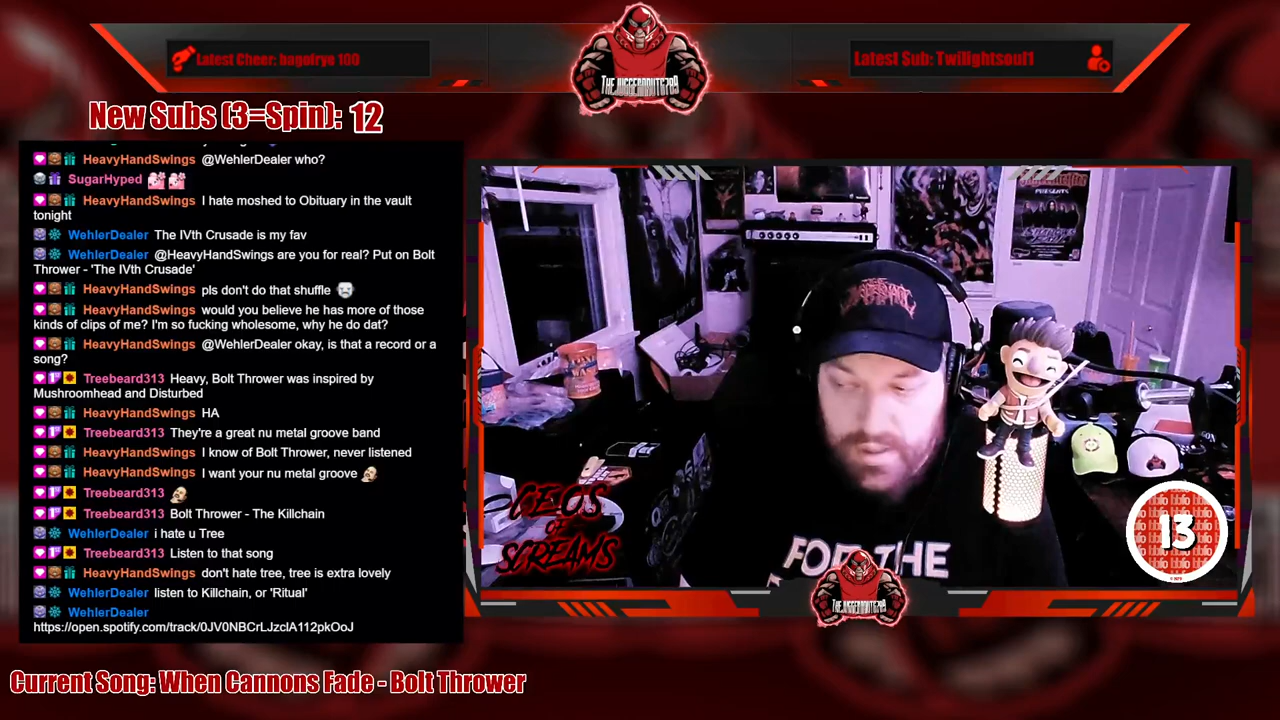 Latest Cheer: bagofrye 100
THEJUGGERNAUT6789
Latest Sub: Twilightsoul1
New Subs (3=Spin): 12
HeavyHandSwings @WehlerDealer who?
SugarHyped
HeavyHandSwings I hate moshed to Obituary in the vault
tonight
WehlerDealer The IVth Crusade is my fav
WehlerDealer @HeavyHandSwings are you for real? Put on Bolt
Thrower - 'The IVth Crusade'
HeavyHandSwings pls don't do that shuffle
HeavyHandSwings would you believe he has more of those
kinds of clips of me? I'm so fucking wholesome, why he do dat?
HeavyHandSwings @WehlerDealer okay, is that a record or a
song?
Treebeard313 Heavy, Bolt Thrower was inspired by
Mushroomhead and Disturbed
HeavyHandSwings HA
Treebeard313 They're a great nu metal groove band
HeavyHandSwings I know of Bolt Thrower, never listened
HeavyHandSwings I want your nu metal groove
Treebeard313
Treebeard313 Bolt Thrower - The Killchain
WehlerDealer i hate u Tree
Treebeard313 Listen to that song
HeavyHandSwings don't hate tree, tree is extra lovely
WehlerDealer listen to Killchain, or 'Ritual'
WehlerDealer
https://open.spotify.com/track/0JV0NBCrLJzclA112pkOoJ
PRESENTS
GEOS
OF
SCREAMS
FOR THE
13
THEJUGGERNAUT6789
Current Song: When Cannons Fade - Bolt Thrower